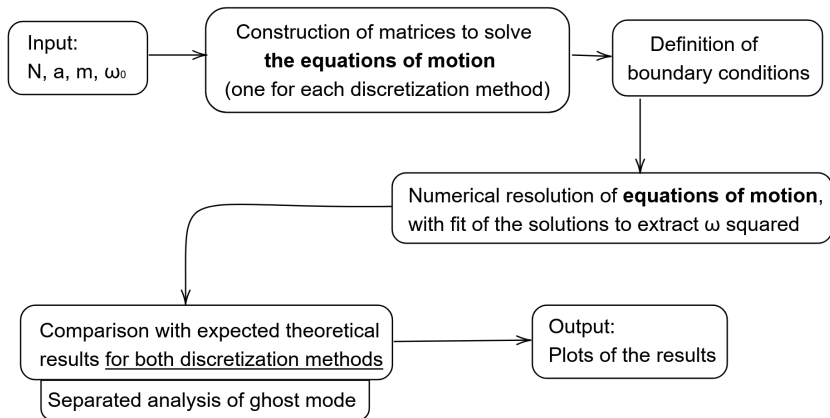 Input:
N, a, m, ω₀
Construction of matrices to solve
the equations of motion
(one for each discretization method)
Definition of
boundary conditions
Numerical resolution of equations of motion,
with fit of the solutions to extract ω squared
Comparison with expected theoretical
results for both discretization methods
Separated analysis of ghost mode
Output:
Plots of the results